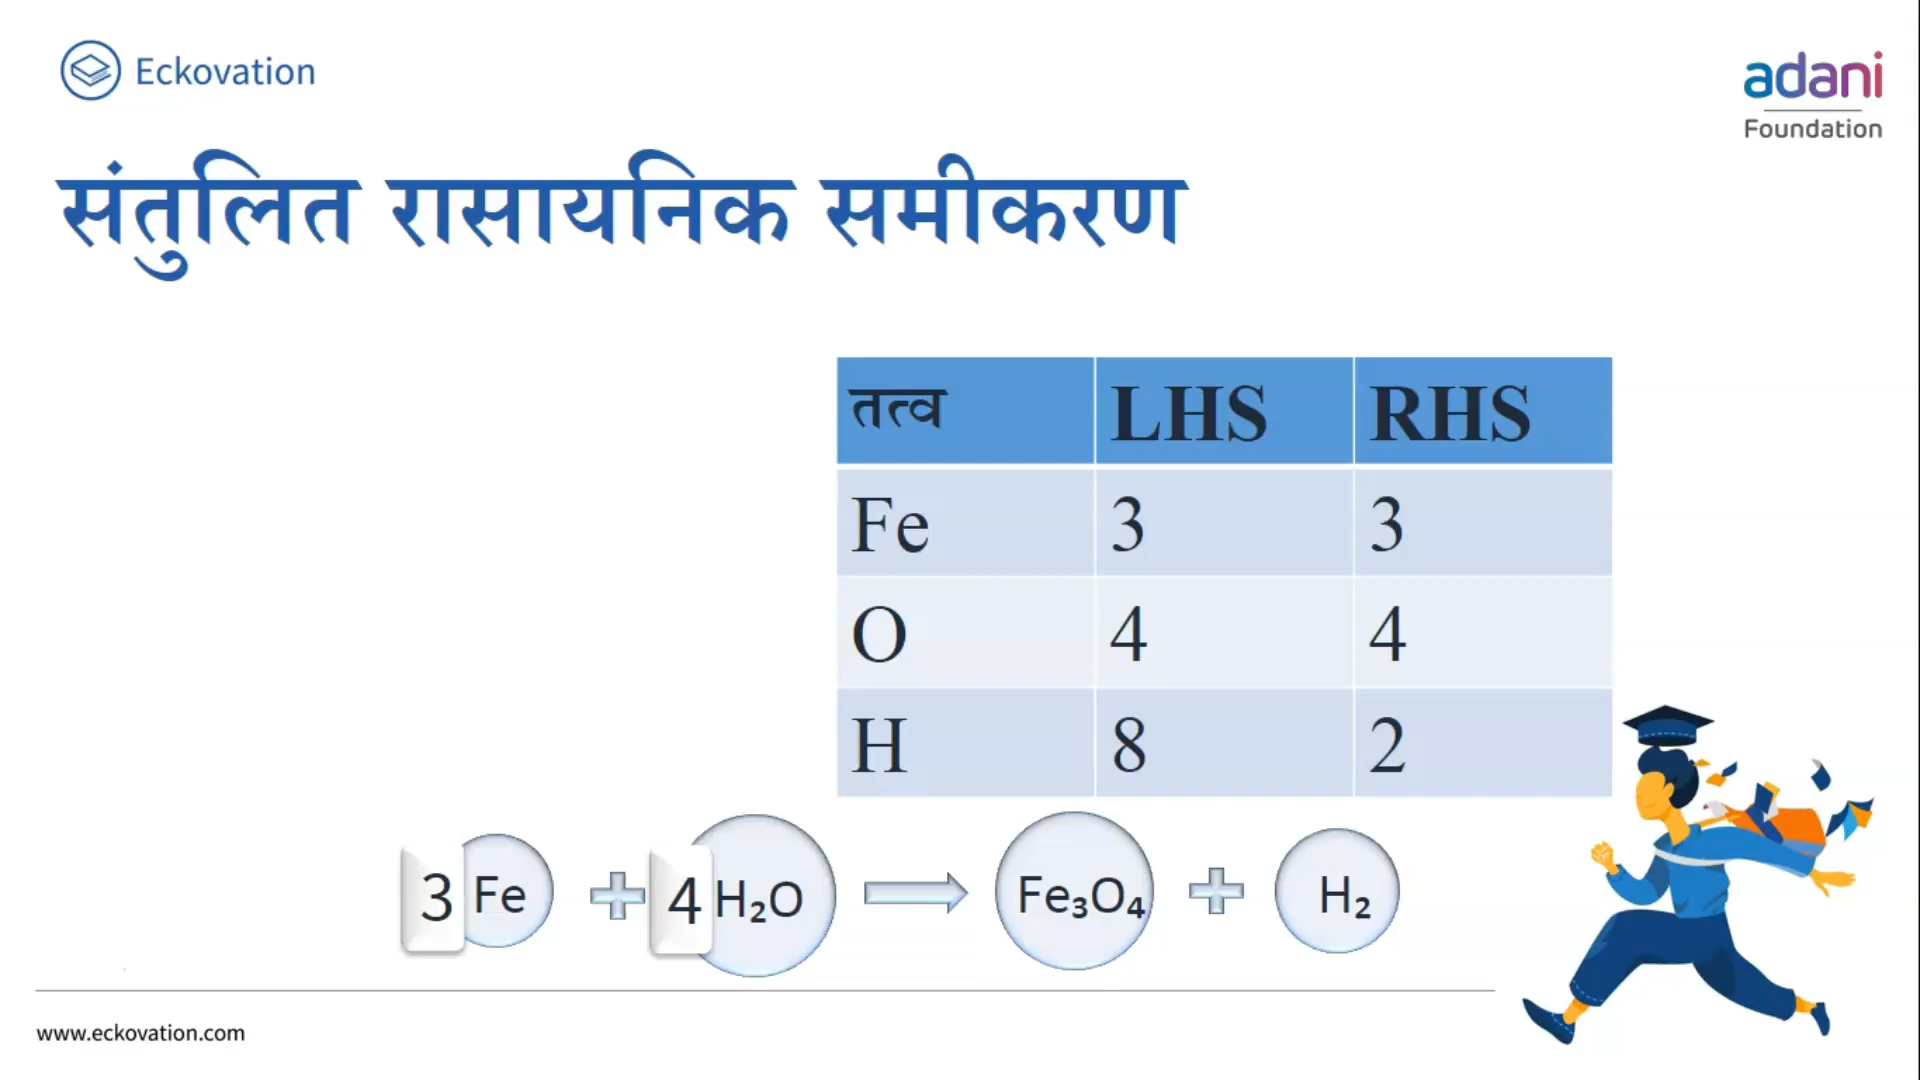 Eckovation
adani
Foundation
संतुलित रासायनिक समीकरण
तत्व LHS RHS
Fe 3 3
O 4 4
H 8 2
3 Fe + 4 H₂O → Fe₃O₄ + H₂
www.eckovation.com